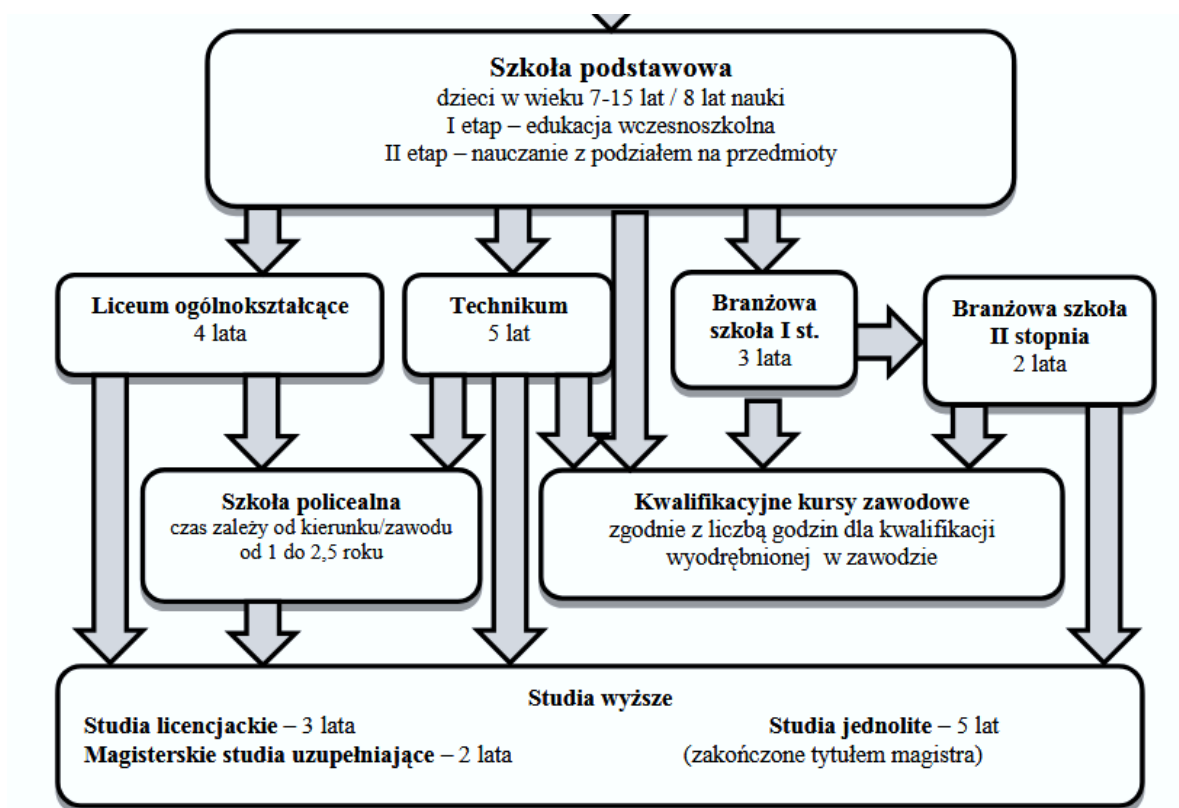 Szkoła podstawowa
dzieci w wieku 7-15 lat / 8 lat nauki
I etap – edukacja wczesnoszkolna
II etap – nauczanie z podziałem na przedmioty
Liceum ogólnokształcące
4 lata
Technikum
5 lat
Branżowa
szkoła I st.
3 lata
Branżowa szkoła
II stopnia
2 lata
Szkoła policealna
czas zależy od kierunku/zawodu
od 1 do 2,5 roku
Kwalifikacyjne kursy zawodowe
zgodnie z liczbą godzin dla kwalifikacji
wyodrębnionej w zawodzie
Studia wyższe
Studia licencjackie – 3 lata
Magisterskie studia uzupełniające – 2 lata
Studia jednolite – 5 lat
(zakończone tytułem magistra)